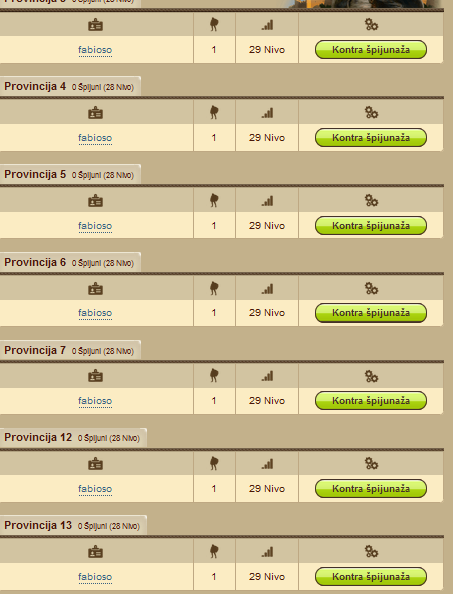 0 Špijuni (28 Nivo)
fabioso 1 29 Nivo Kontra špijunaža
Provincija 4 0 Špijuni (28 Nivo)
fabioso 1 29 Nivo Kontra špijunaža
Provincija 5 0 Špijuni (28 Nivo)
fabioso 1 29 Nivo Kontra špijunaža
Provincija 6 0 Špijuni (28 Nivo)
fabioso 1 29 Nivo Kontra špijunaža
Provincija 7 0 Špijuni (28 Nivo)
fabioso 1 29 Nivo Kontra špijunaža
Provincija 12 0 Špijuni (28 Nivo)
fabioso 1 29 Nivo Kontra špijunaža
Provincija 13 0 Špijuni (28 Nivo)
fabioso 1 29 Nivo Kontra špijunaža